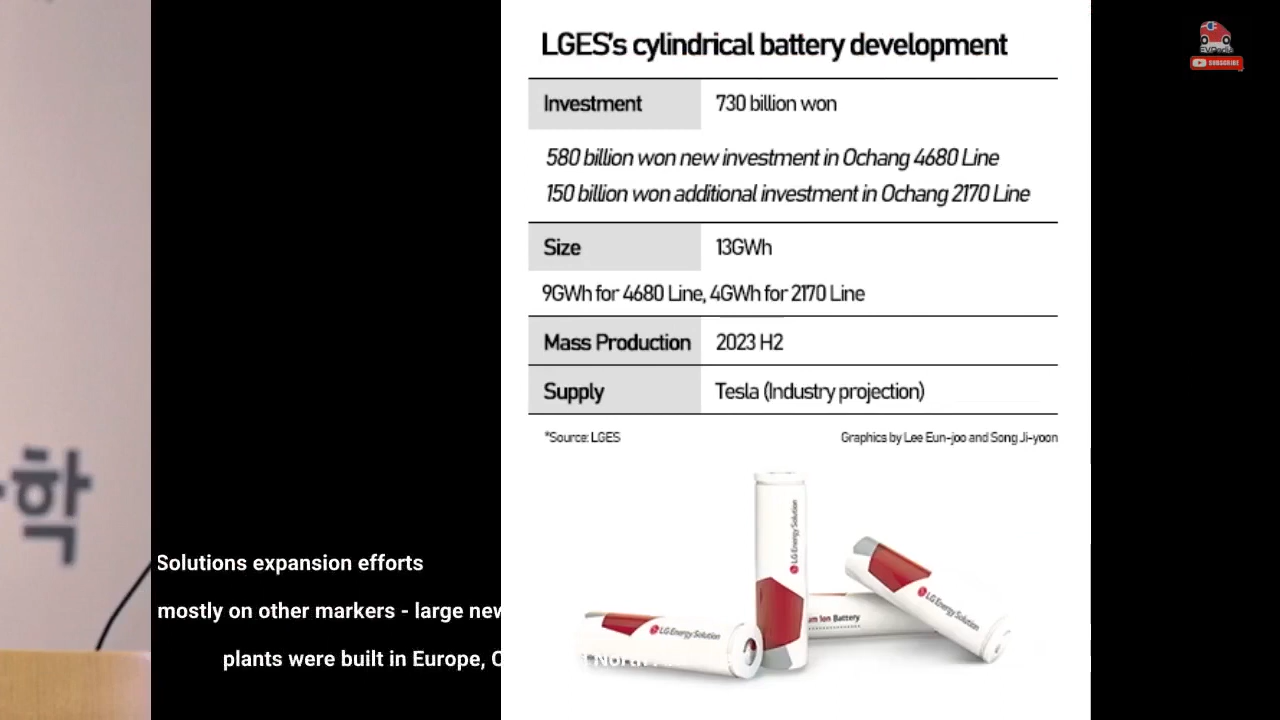 LGES's cylindrical battery development
Investment 730 billion won
580 billion won new investment in Ochang 4680 Line
150 billion won additional investment in Ochang 2170 Line
Size 13GWh
9GWh for 4680 Line, 4GWh for 2170 Line
Mass Production 2023 H2
Supply Tesla (Industry projection)
*Source: LGES Graphics by Lee Eun-joo and Song Ji-yoon
LG Energy Solution
LG Energy Solution
Ion Battery
LG Energy Solution
Solutions expansion efforts
mostly on other markers - large new
plants were built in Europe,
학
SUBSCRIBE